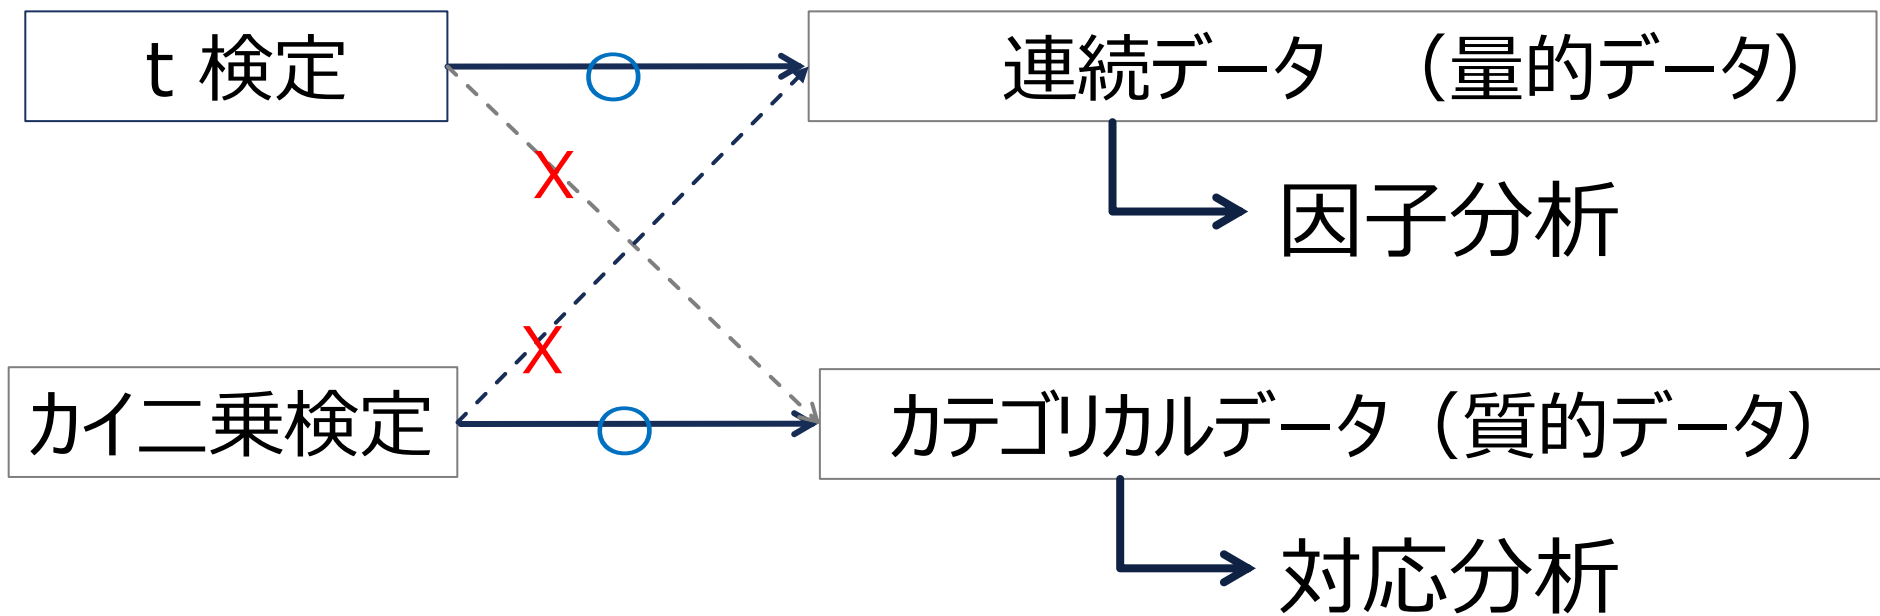 t 検定
連続データ （量的データ）
○
X
因子分析
X
カイ二乗検定
カテゴリカルデータ（質的データ）
○
対応分析